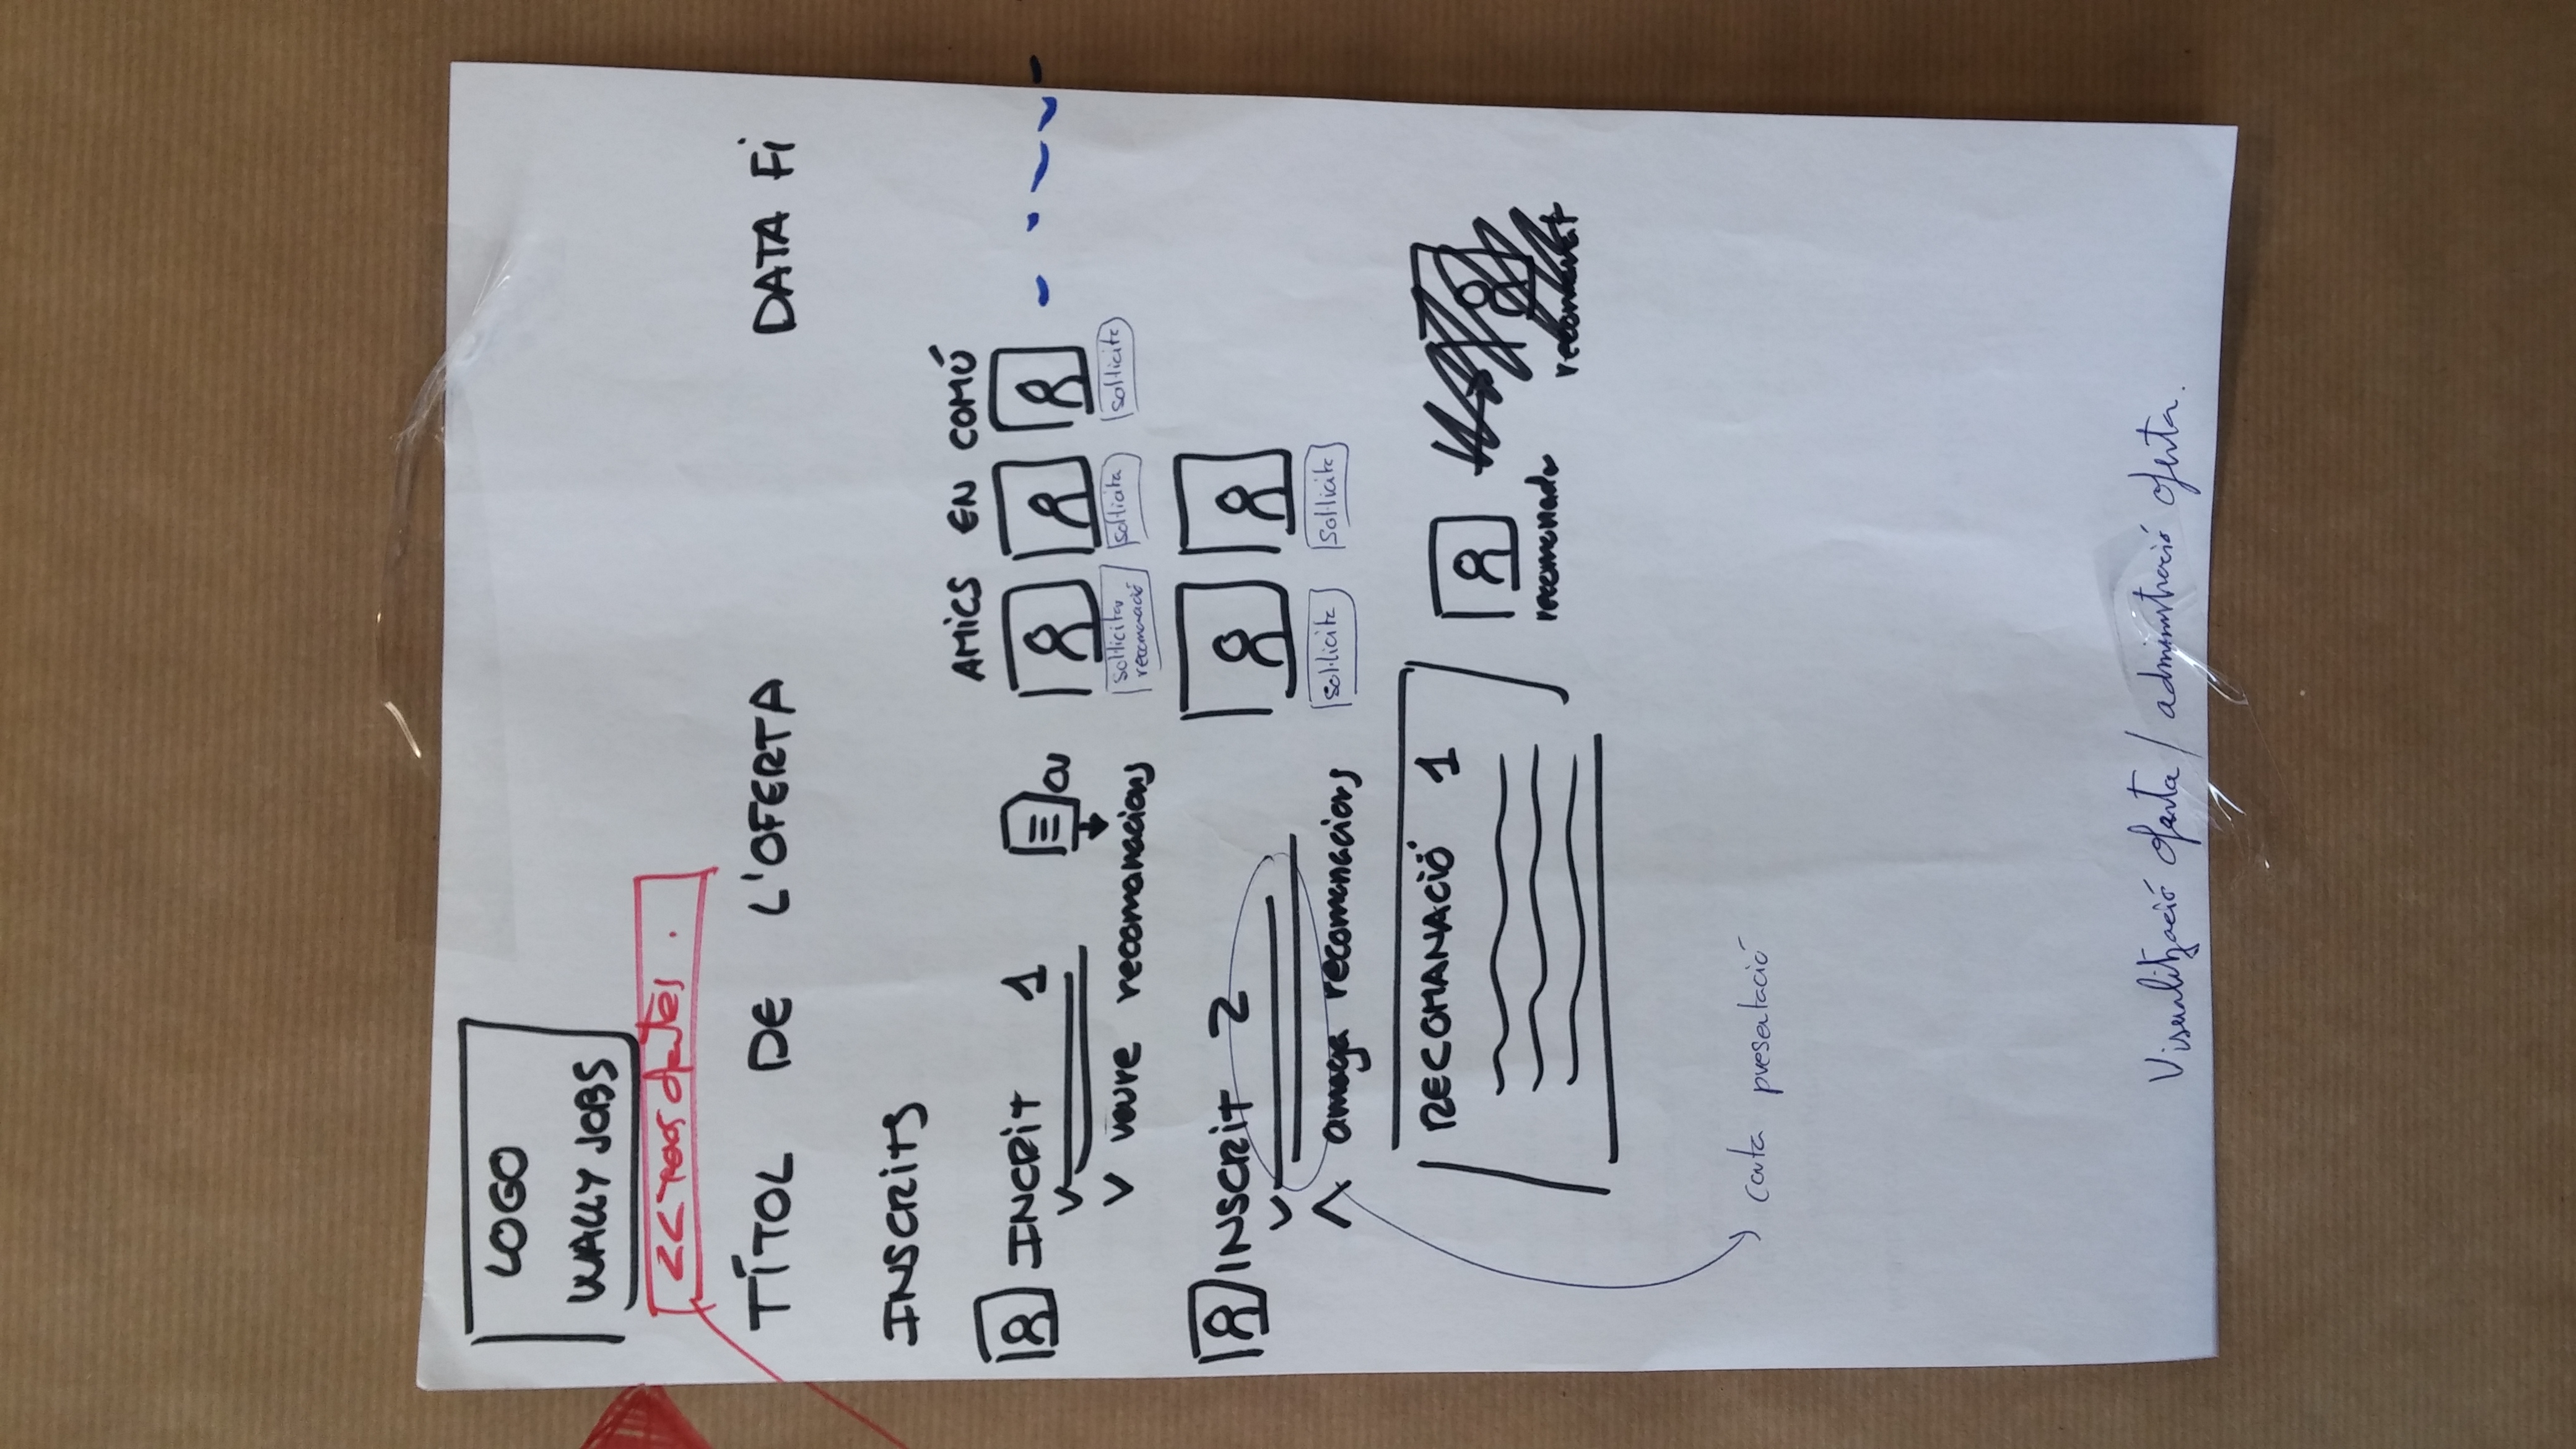 LOGO
WALLY JOBS
<< ofertes
TÍTOL DE L'OFERTA DATA Fi
INSCRITS
AMICS EN COMÚ
INCRIT 1 CV
V veure recomanacions
sol·licitar recomanació sol·licita sol·licita
INSCRIT 2
amaga recomanacions
sol·licita sol·licita
RECOMANACIÓ 1
recomanador recomanat
carta presentació
Visualització oferta / administració oferta.